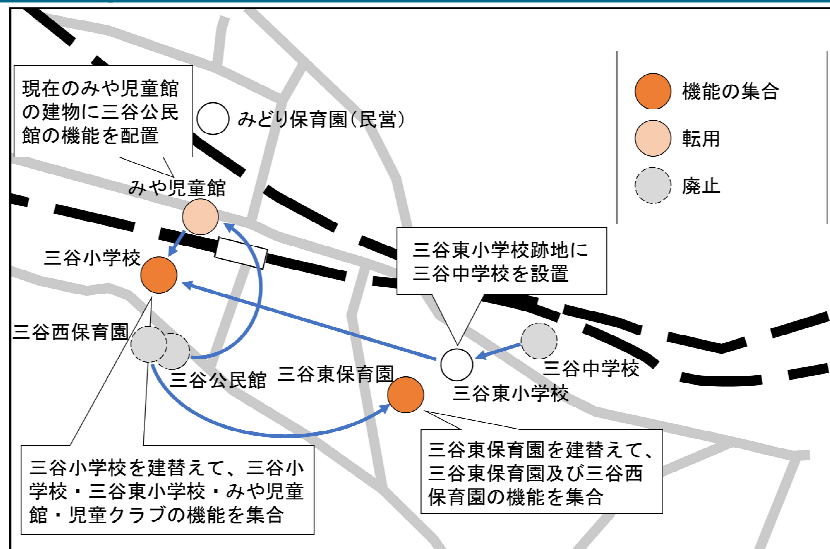 現在のみや児童館
の建物に三谷公民
館の機能を配置
みどり保育園(民営)
機能の集合
転用
廃止
みや児童館
三谷小学校
三谷東小学校跡地に
三谷中学校を設置
三谷西保育園
三谷公民館
三谷東保育園
三谷東小学校
三谷中学校
三谷小学校を建替えて、三谷小
学校・三谷東小学校・みや児童
館・児童クラブの機能を集合
三谷東保育園を建替えて、
三谷東保育園及び三谷西
保育園の機能を集合